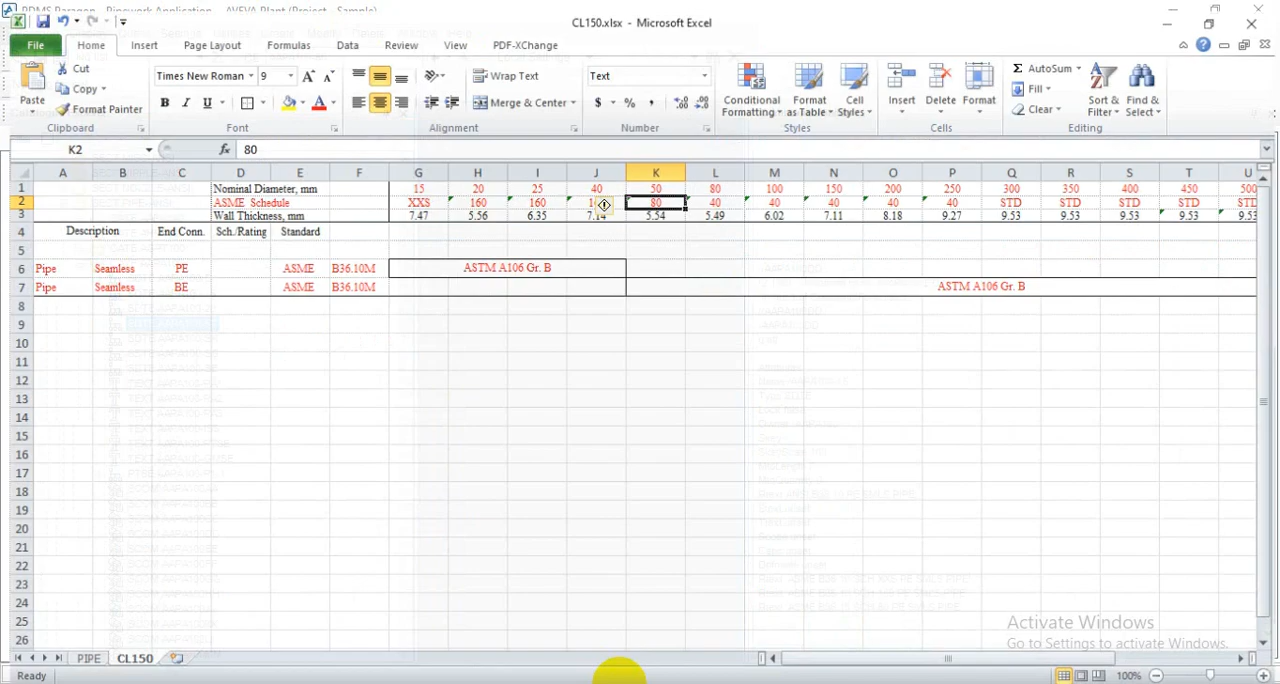 PDMS Paragon - Pipework Application - AVEVA Plant (Project - Sample)
CL150.xlsx - Microsoft Excel
File Home Insert Page Layout Formulas Data Review View PDF-XChange
Cut
Copy
Paste Format Painter
Clipboard
Times New Roman 9
B I U
Font
Wrap Text
Merge & Center
Alignment
Text
$ % ,
Number
Conditional Formatting
Format as Table
Cell Styles
Styles
Insert Delete Format
Cells
Σ AutoSum
Fill
Clear
Sort & Filter
Find & Select
Editing
K2 fx 80
A B C D E F G H I J K L M N O P Q R S T U
1 Nominal Diameter, mm 15 20 25 40 50 80 100 150 200 250 300 350 400 450 500
2 ASME Schedule XXS 160 160 80 40 40 40 40 40 STD STD STD STD STD
3 Wall Thickness, mm 7.47 5.56 6.35 7.14 5.54 5.49 6.02 7.11 8.18 9.27 9.53 9.53 9.53 9.53 9.53
4 Description End Conn. Sch./Rating Standard
5
6 Pipe Seamless PE ASME B36.10M ASTM A106 Gr. B
7 Pipe Seamless BE ASME B36.10M ASTM A106 Gr. B
8
9
10
11
12
13
14
15
16
17
18
19
20
21
22
23
24
25
26
Activate Windows
Go to Settings to activate Windows.
PIPE CL150
Ready 100%